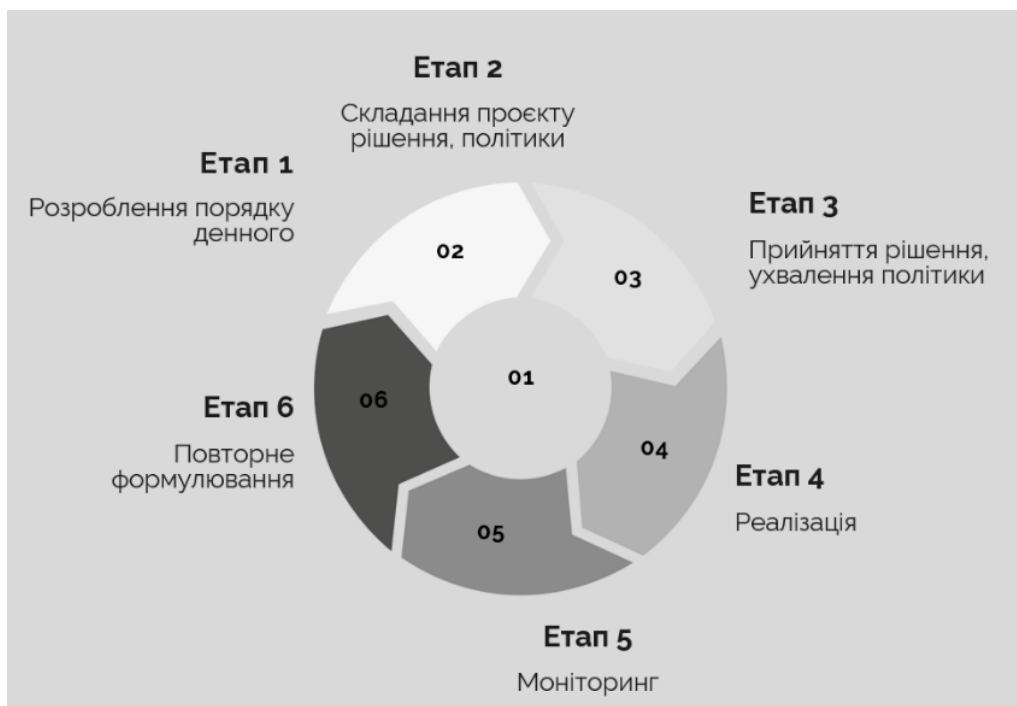 Етап 1
Розроблення порядку
денного
Етап 2
Складання проєкту
рішення, політики
Етап 3
Прийняття рішення,
ухвалення політики
Етап 4
Реалізація
Етап 5
Моніторинг
Етап 6
Повторне
формулювання
01
02
03
04
05
06